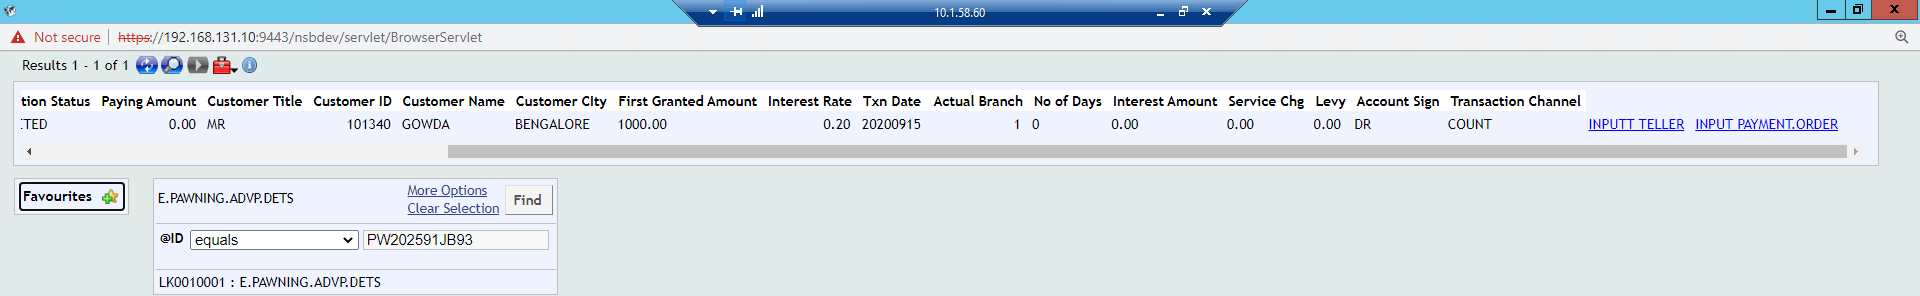 10.1.58.60
Not secure https://192.168.131.10:9443/nsbdev/servlet/BrowserServlet
Results 1 - 1 of 1
tion Status Paying Amount Customer Title Customer ID Customer Name Customer CIty First Granted Amount Interest Rate Txn Date Actual Branch No of Days Interest Amount Service Chg Levy Account Sign Transaction Channel
TED 0.00 MR 101340 GOWDA BENGALORE 1000.00 0.20 20200915 1 0 0.00 0.00 0.00 DR COUNT INPUTT TELLER INPUT PAYMENT.ORDER
Favourites
E.PAWNING.ADVP.DETS More Options Find
Clear Selection
@ID equals PW202591JB93
LK0010001 : E.PAWNING.ADVP.DETS